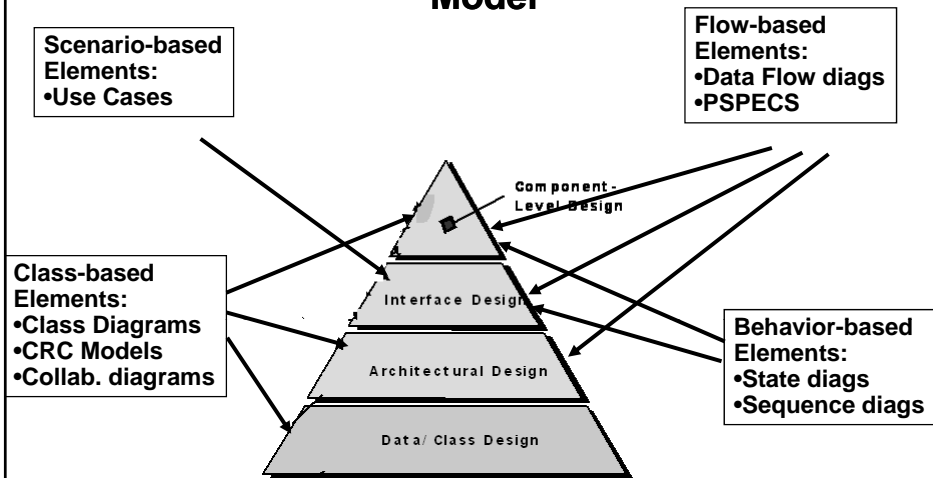 Model
Scenario-based
Elements:
•Use Cases
Flow-based
Elements:
•Data Flow diags
•PSPECS
Component-
Level Design
Interface Design
Architectural Design
Data/ Class Design
Class-based
Elements:
•Class Diagrams
•CRC Models
•Collab. diagrams
Behavior-based
Elements:
•State diags
•Sequence diags